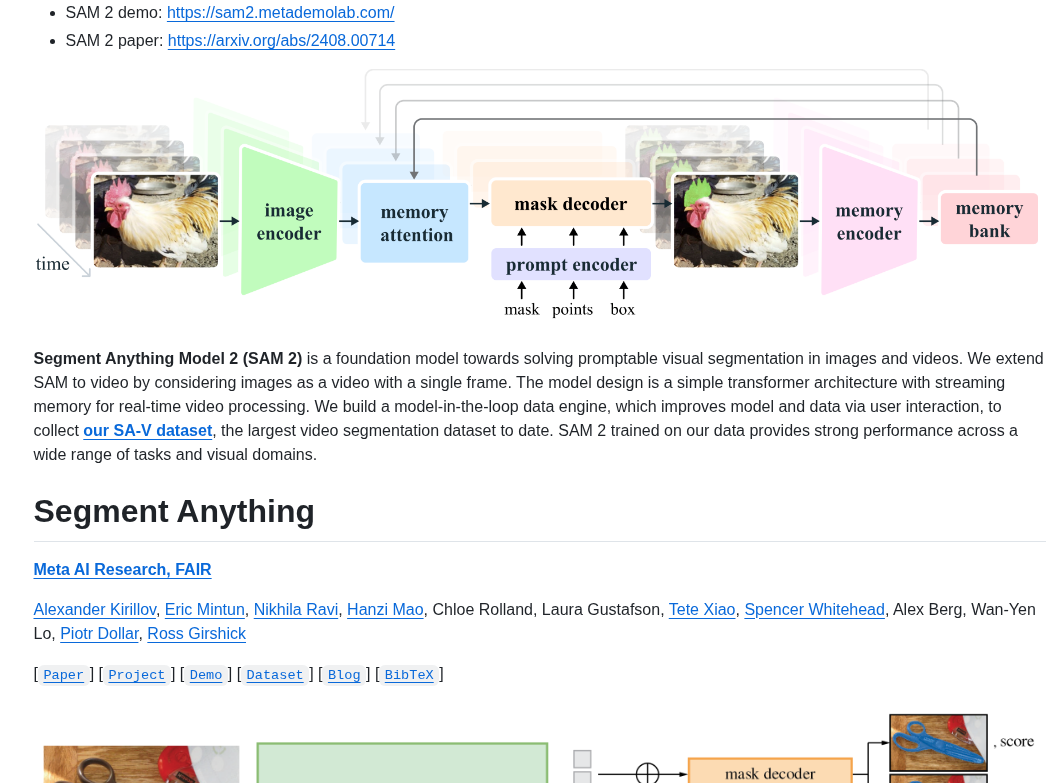 SAM 2 demo: https://sam2.metademolab.com/
SAM 2 paper: https://arxiv.org/abs/2408.00714
time
image
encoder
memory
attention
mask decoder
prompt encoder
mask points box
memory
encoder
memory
bank
Segment Anything Model 2 (SAM 2) is a foundation model towards solving promptable visual segmentation in images and videos. We extend
SAM to video by considering images as a video with a single frame. The model design is a simple transformer architecture with streaming
memory for real-time video processing. We build a model-in-the-loop data engine, which improves model and data via user interaction, to
collect our SA-V dataset, the largest video segmentation dataset to date. SAM 2 trained on our data provides strong performance across a
wide range of tasks and visual domains.
Segment Anything
Meta AI Research, FAIR
Alexander Kirillov, Eric Mintun, Nikhila Ravi, Hanzi Mao, Chloe Rolland, Laura Gustafson, Tete Xiao, Spencer Whitehead, Alex Berg, Wan-Yen
Lo, Piotr Dollar, Ross Girshick
[ Paper ] [ Project ] [ Demo ] [ Dataset ] [ Blog ] [ BibTeX ]
, score
mask decoder